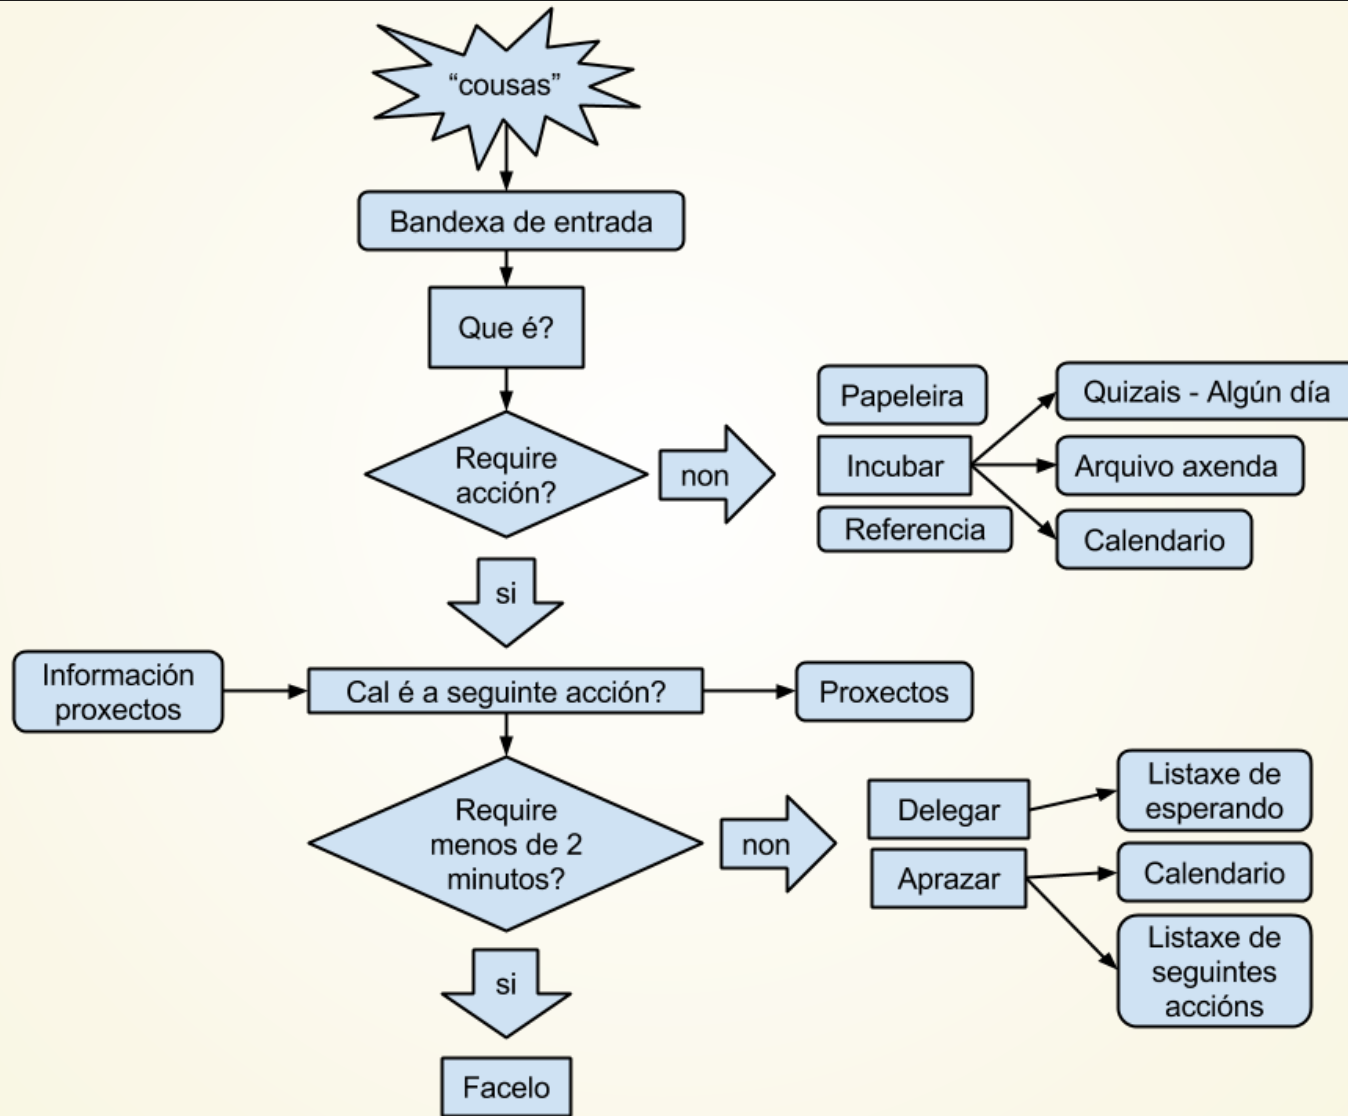 “cousas”
Bandexa de entrada
Que é?
Require
acción?
non
Papeleira
Incubar
Referencia
Quizais - Algún día
Arquivo axenda
Calendario
si
Información
proxectos
Cal é a seguinte acción?
Proxectos
Require
menos de 2
minutos?
non
Delegar
Aprazar
Listaxe de
esperando
Calendario
Listaxe de
seguintes
accións
si
Facelo